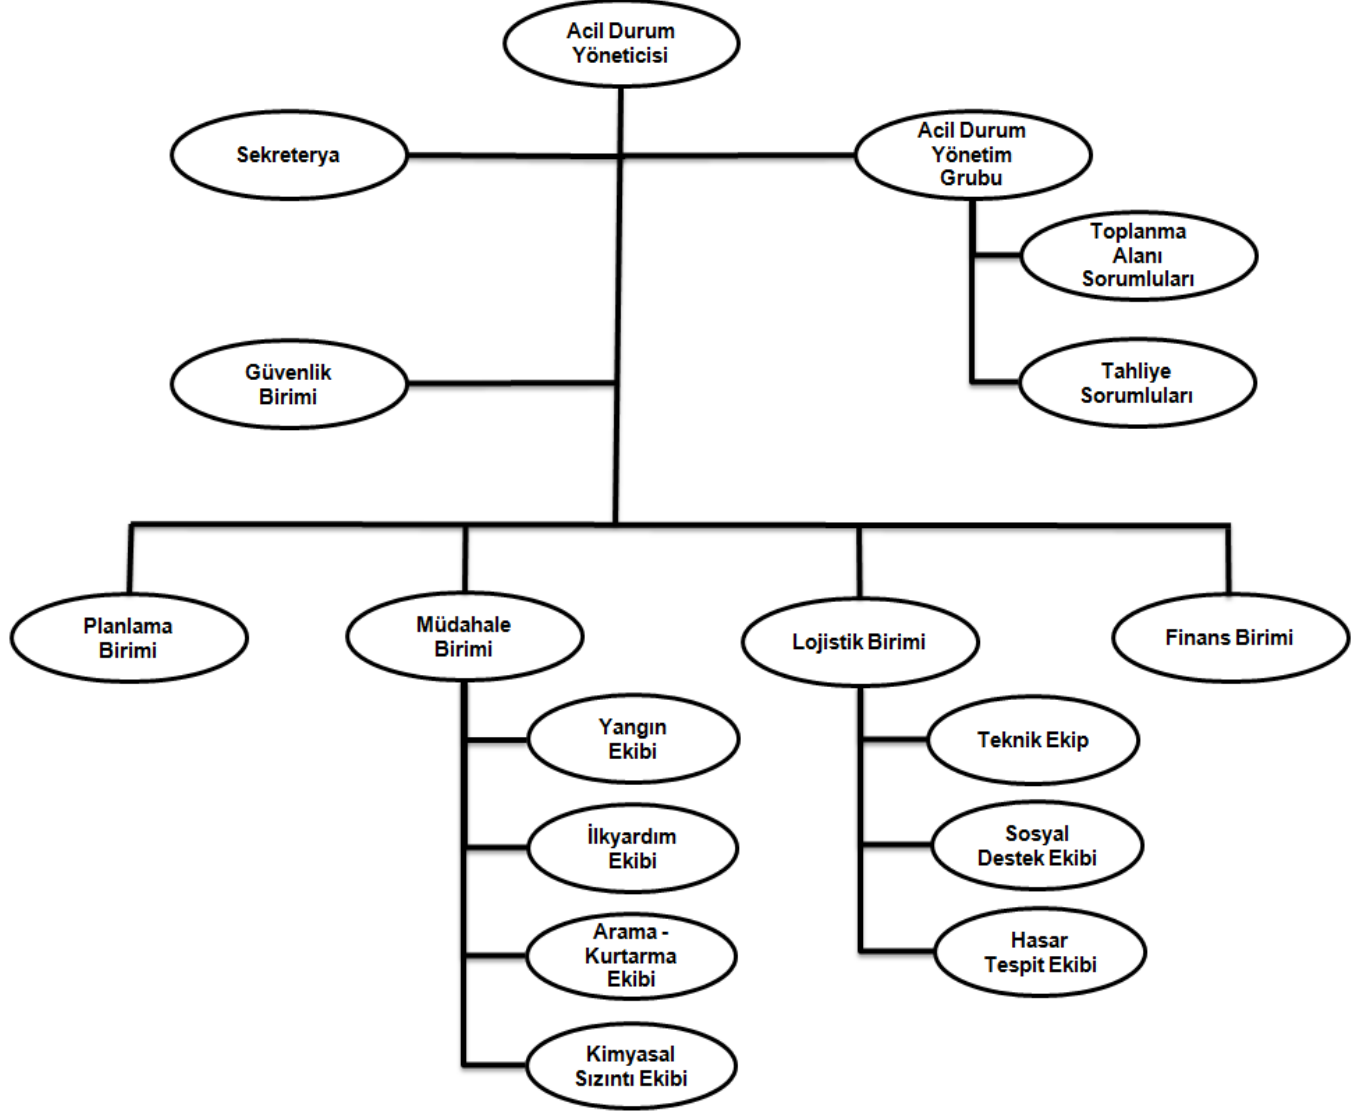 Acil Durum
Yöneticisi
Sekreterya
Acil Durum
Yönetim
Grubu
Toplanma
Alanı
Sorumluları
Güvenlik
Birimi
Tahliye
Sorumluları
Planlama
Birimi
Müdahale
Birimi
Lojistik Birimi
Finans Birimi
Yangın
Ekibi
İlkyardım
Ekibi
Arama -
Kurtarma
Ekibi
Kimyasal
Sızıntı Ekibi
Teknik Ekip
Sosyal
Destek Ekibi
Hasar
Tespit Ekibi